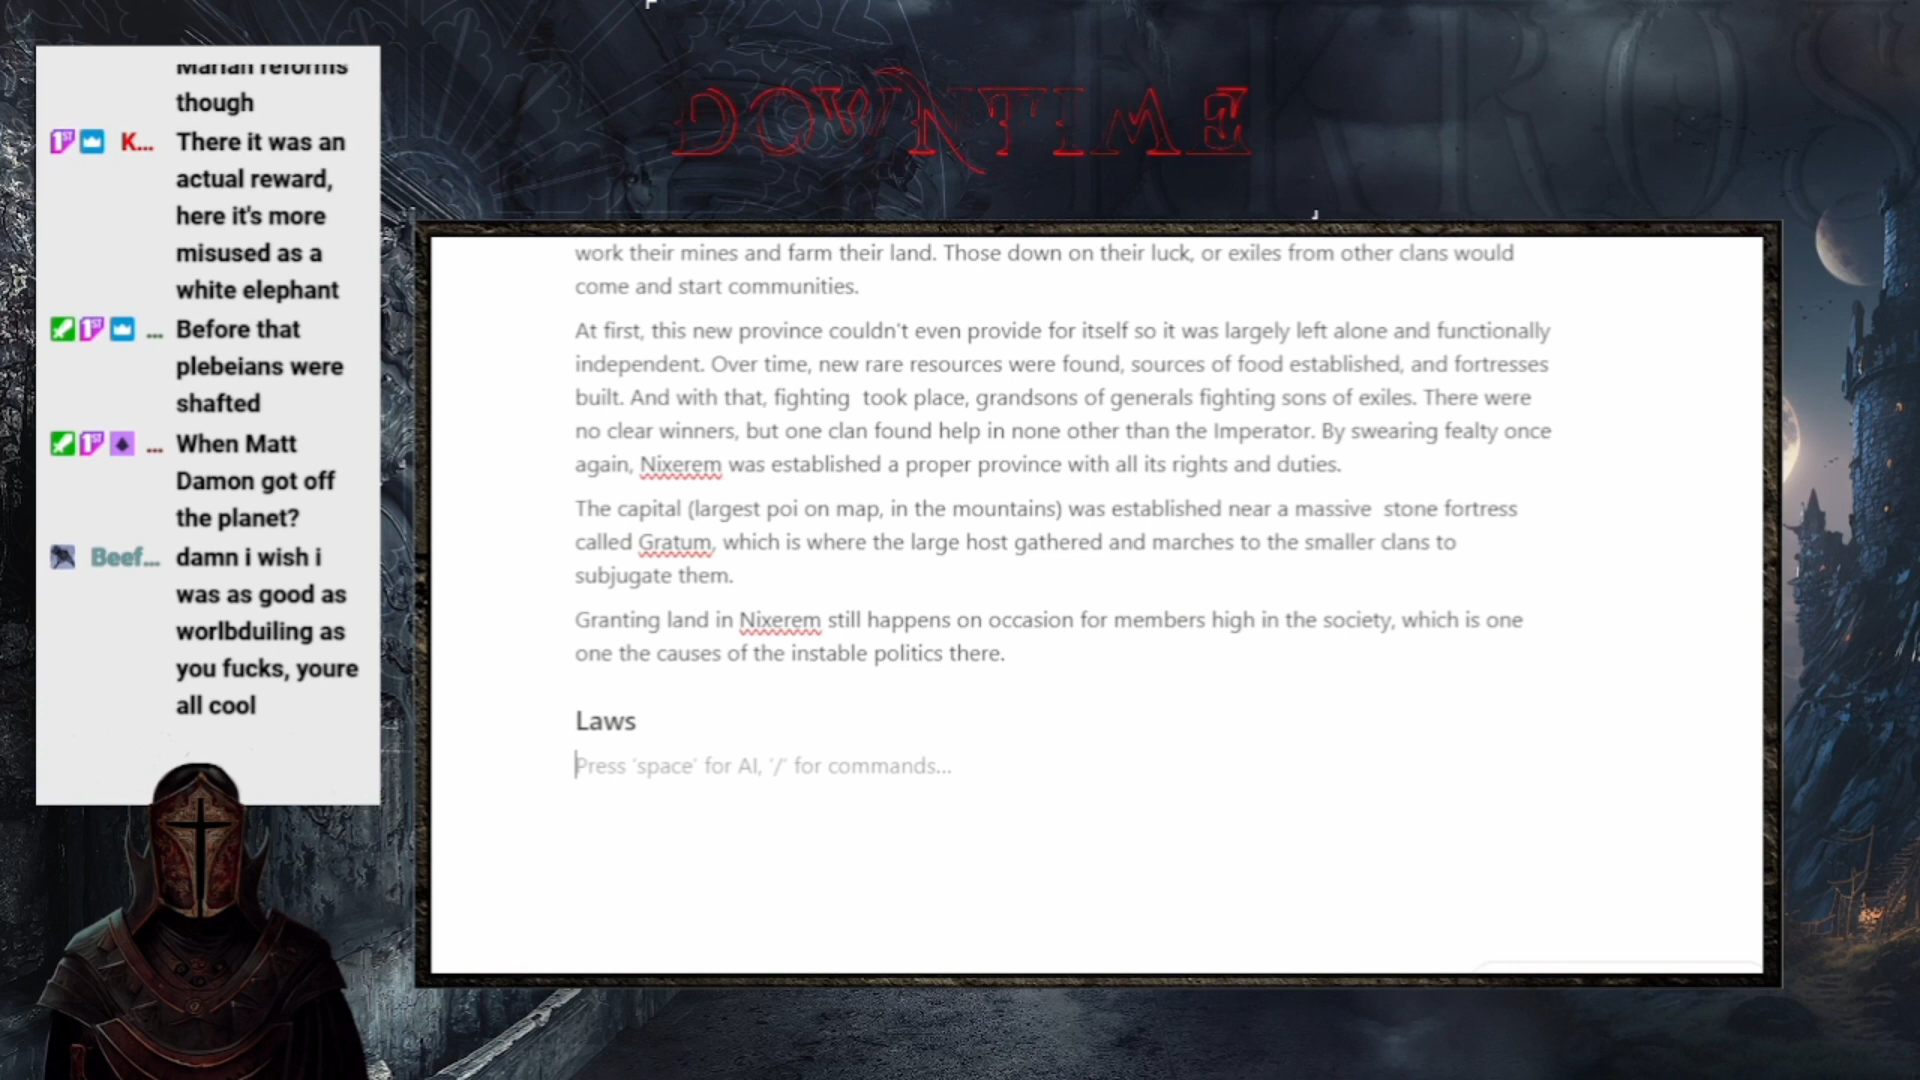 DOWNTIME
Marian reforms
though
K... There it was an
actual reward,
here it's more
misused as a
white elephant
... Before that
plebeians were
shafted
... When Matt
Damon got off
the planet?
Beef... damn i wish i
was as good as
worlbduiling as
you fucks, youre
all cool
work their mines and farm their land. Those down on their luck, or exiles from other clans would
come and start communities.
At first, this new province couldn't even provide for itself so it was largely left alone and functionally
independent. Over time, new rare resources were found, sources of food established, and fortresses
built. And with that, fighting  took place, grandsons of generals fighting sons of exiles. There were
no clear winners, but one clan found help in none other than the Imperator. By swearing fealty once
again, Nixerem was established a proper province with all its rights and duties.
The capital (largest poi on map, in the mountains) was established near a massive  stone fortress
called Gratum, which is where the large host gathered and marches to the smaller clans to
subjugate them.
Granting land in Nixerem still happens on occasion for members high in the society, which is one
one the causes of the instable politics there.
Laws
Press 'space' for AI, '/' for commands...